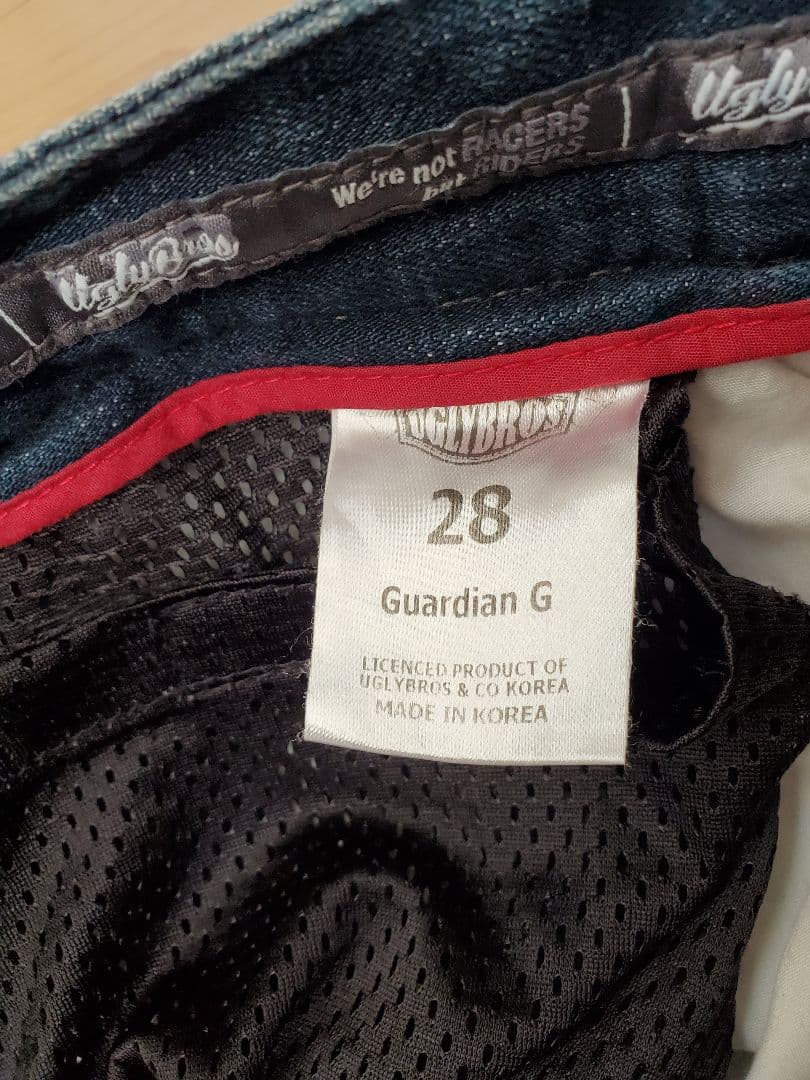 We're not RACERS
but RIDERS
Ugly
UglyBros
UGLYBROS
28
Guardian G
LICENCED PRODUCT OF
UGLYBROS & CO KOREA
MADE IN KOREA